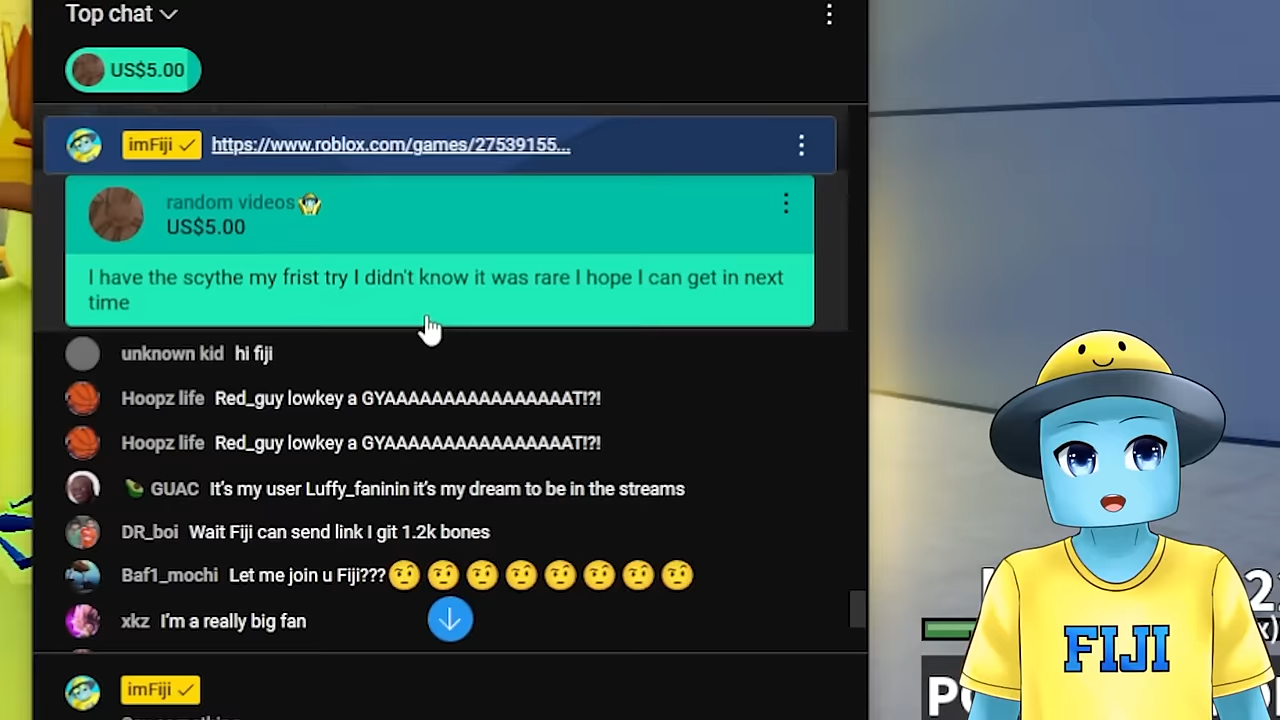 Top chat
US$5.00
imFiji https://www.roblox.com/games/27539155...
random videos
US$5.00
I have the scythe my frist try I didn't know it was rare I hope I can get in next
time
unknown kid hi fiji
Hoopz life Red_guy lowkey a GYAAAAAAAAAAAAAAAAT!?!
Hoopz life Red_guy lowkey a GYAAAAAAAAAAAAAAAAT!?!
GUAC It's my user Luffy_faninin it's my dream to be in the streams
DR_boi Wait Fiji can send link I git 1.2k bones
Baf1_mochi Let me join u Fiji???🤨🤨🤨🤨🤨🤨🤨🤨
xkz I'm a really big fan
imFiji
FIJI